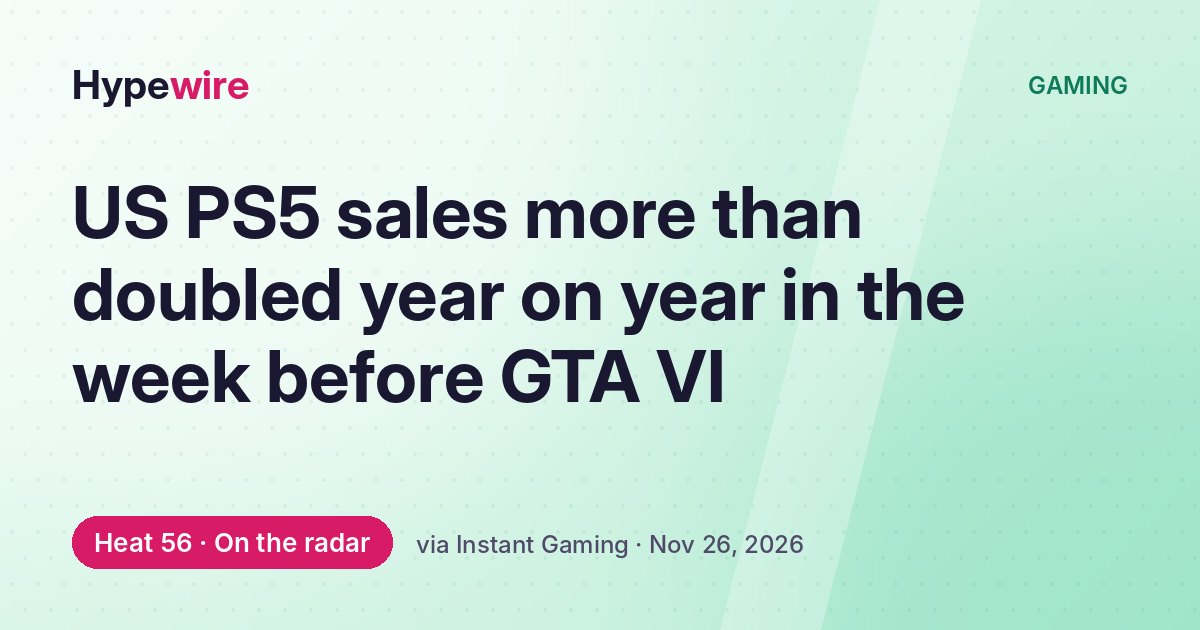 Hypewire
GAMING
US PS5 sales more than
doubled year on year in the
week before GTA VI
Heat 56 · On the radar
via Instant Gaming · Nov 26, 2026